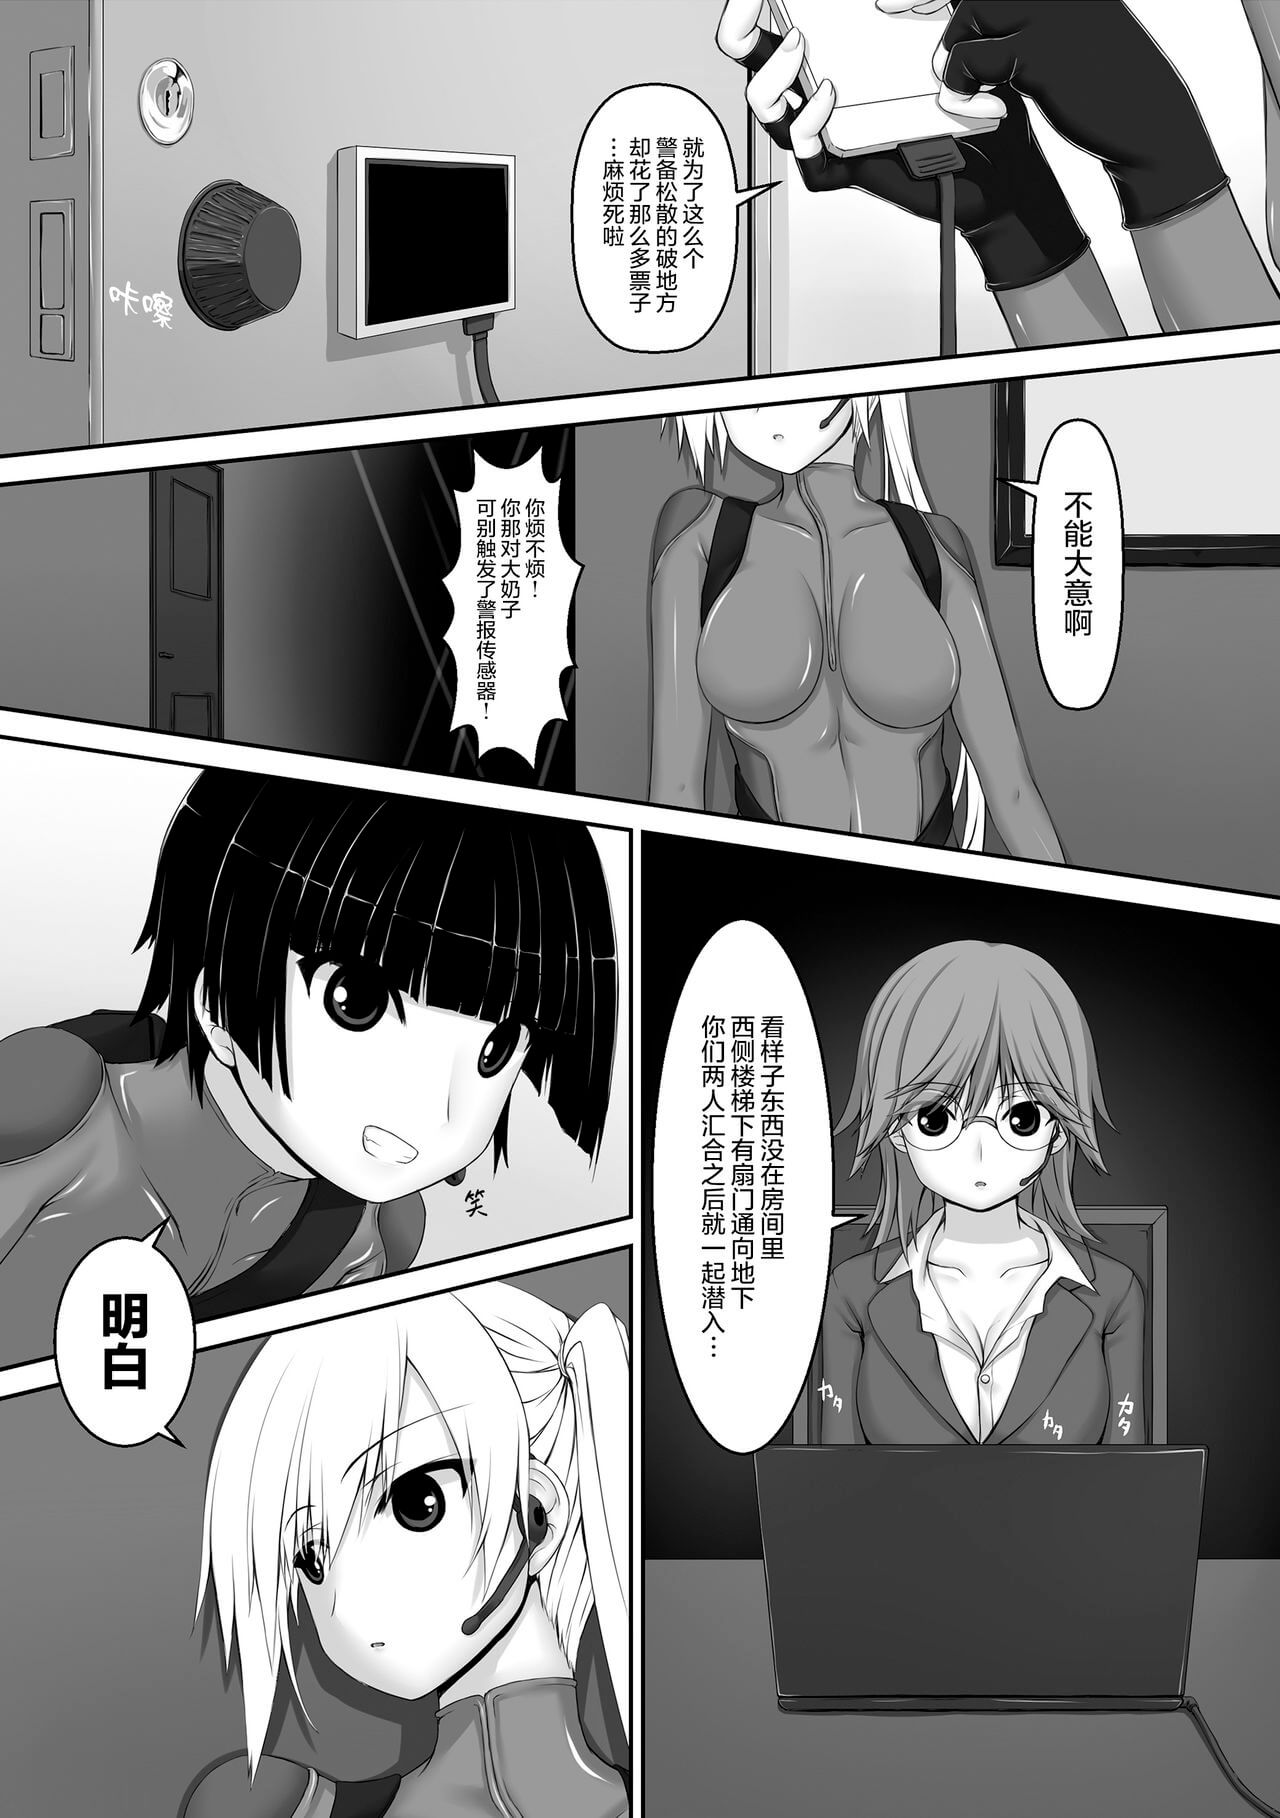 就为了这么个
警备松散的破地方
却花了那么多票子
…麻烦死啦
咔嚓
不能大意啊
你烦不烦！
你那对大奶子
可别触发了警报传感器！
看样子东西没在房间里
西侧楼梯下有扇门通向地下
你们两人汇合之后就一起潜入…
カタ
カタ
カタ
笑
明白